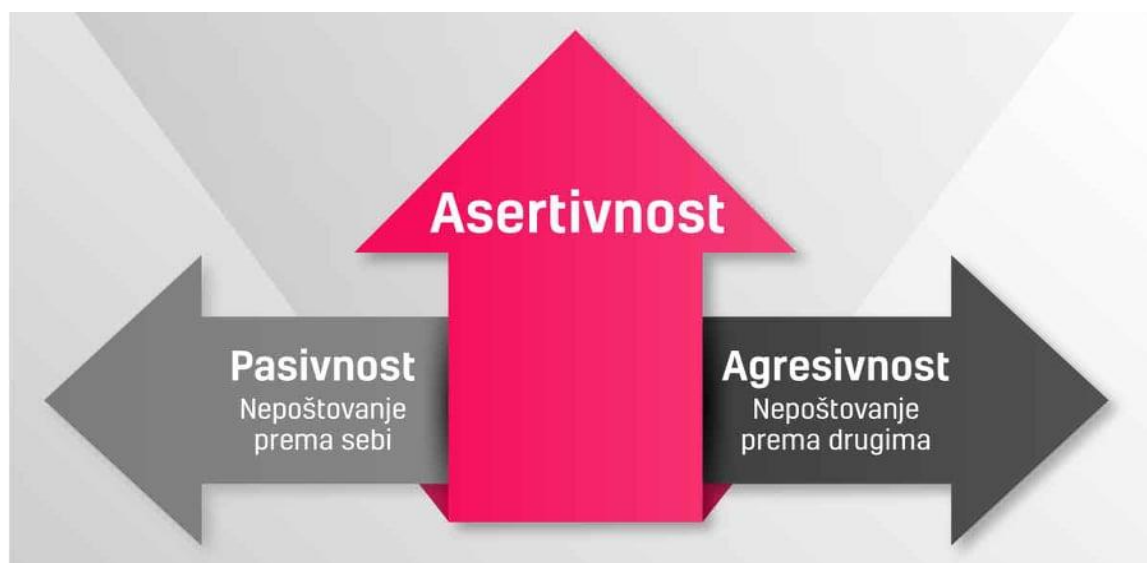 Asertivnost
Pasivnost
Nepoštovanje
prema sebi
Agresivnost
Nepoštovanje
prema drugima